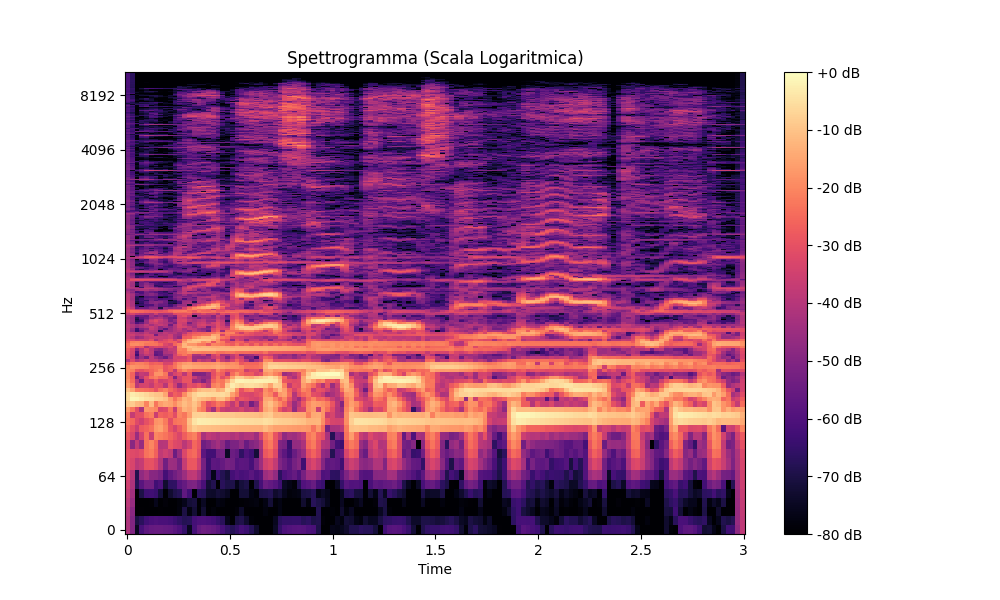 Spettrogramma (Scala Logaritmica)
Hz
8192
4096
2048
1024
512
256
128
64
0
0 0.5 1 1.5 2 2.5 3
Time
+0 dB
-10 dB
-20 dB
-30 dB
-40 dB
-50 dB
-60 dB
-70 dB
-80 dB